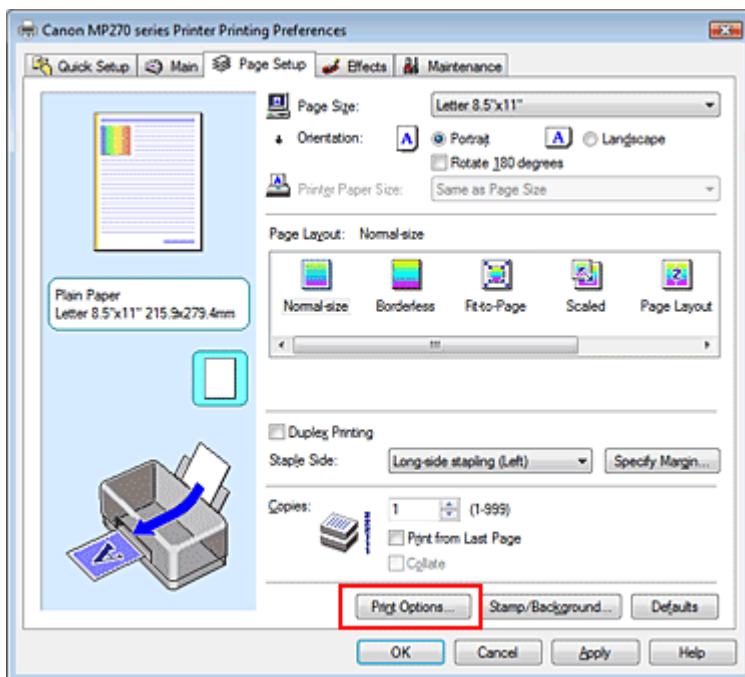 Canon MP270 series Printer Printing Preferences
Quick Setup Main Page Setup Effects Maintenance
Page Size: Letter 8.5"x11"
Orientation: A Portrait A Landscape
Rotate 180 degrees
Printer Paper Size: Same as Page Size
Page Layout: Normal-size
Normal-size Borderless Fit-to-Page Scaled Page Layout
Plain Paper
Letter 8.5"x11" 215.9x279.4mm
Duplex Printing
Staple Side: Long-side stapling (Left) Specify Margin...
Copies: 1 (1-999)
Print from Last Page
Collate
Print Options... Stamp/Background... Defaults
OK Cancel Apply Help